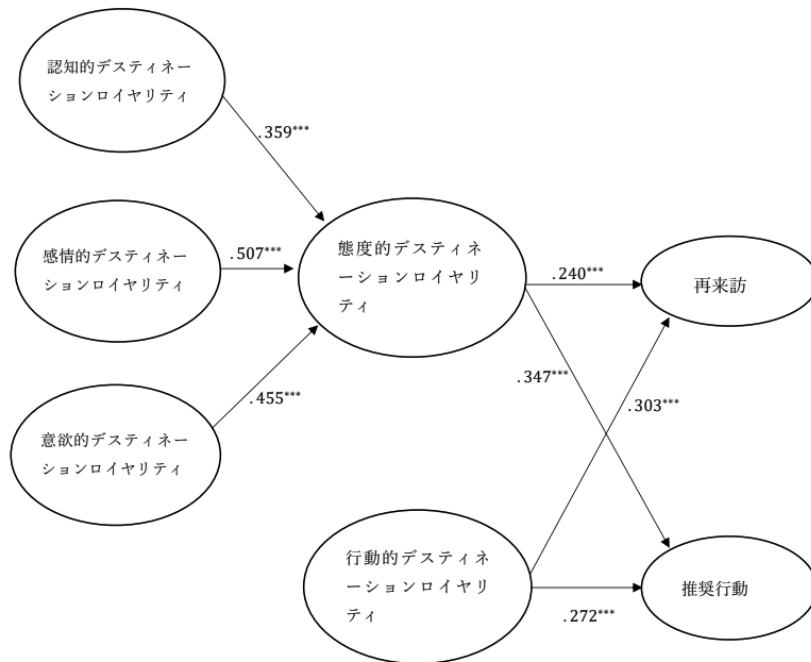 認知的デスティネー
ションロイヤリティ
.359***
感情的デスティネー
ションロイヤリティ
.507***
態度的デスティネ
ーションロイヤリ
ティ
.240***
再来訪
.347***
.303***
意欲的デスティネー
ションロイヤリティ
.455***
行動的デスティネ
ーションロイヤリ
ティ
.272***
推奨行動